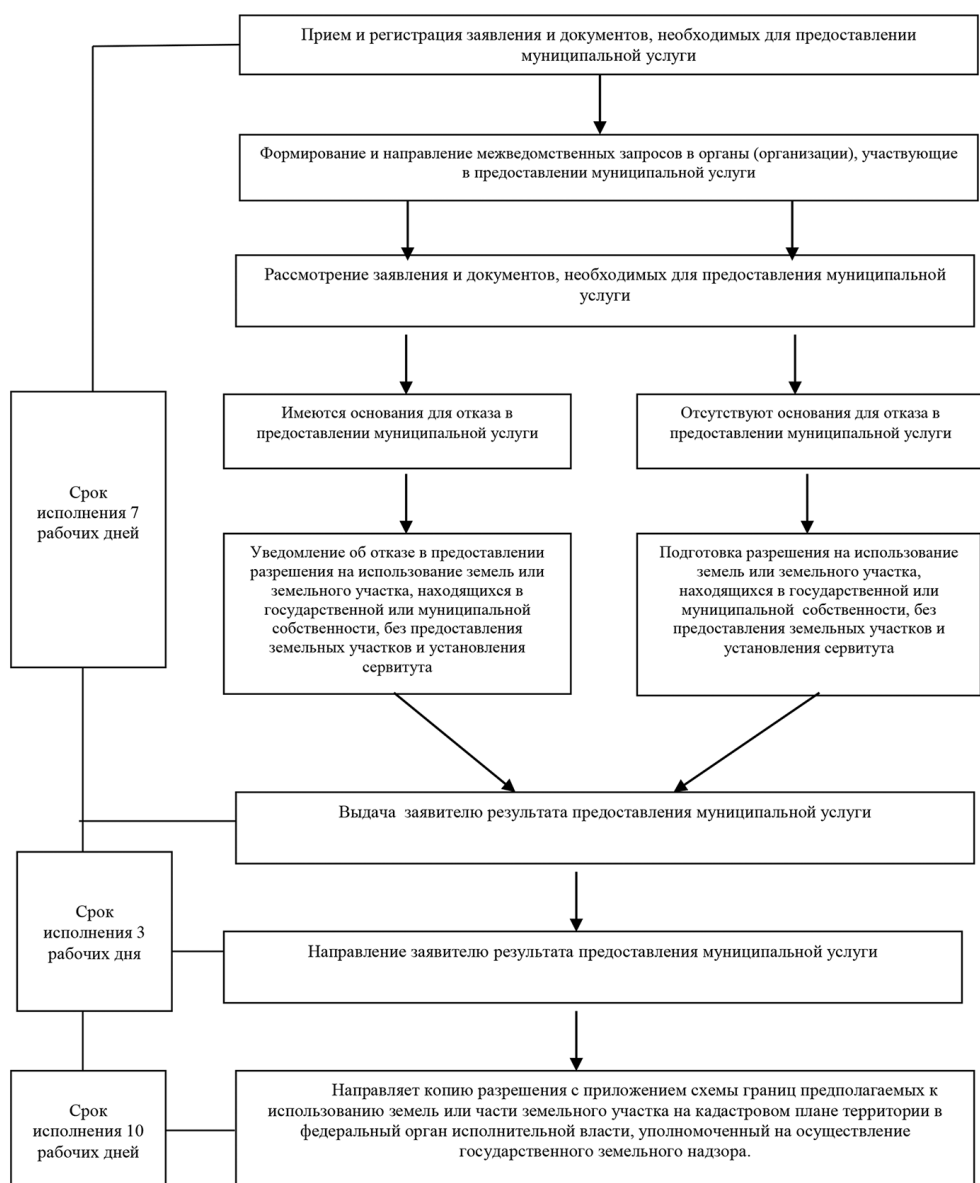 Прием и регистрация заявления и документов, необходимых для предоставлении
муниципальной услуги
Формирование и направление межведомственных запросов в органы (организации), участвующие
в предоставлении муниципальной услуги
Рассмотрение заявления и документов, необходимых для предоставления муниципальной
услуги
Имеются основания для отказа в
предоставлении муниципальной услуги
Отсутствуют основания для отказа в
предоставлении муниципальной услуги
Срок
исполнения 7
рабочих дней
Уведомление об отказе в предоставлении
разрешения на использование земель или
земельного участка, находящихся в
государственной или муниципальной
собственности, без предоставления
земельных участков и установления
сервитута
Подготовка разрешения на использование
земель или земельного участка,
находящихся в государственной или
муниципальной собственности, без
предоставления земельных участков и
установления сервитута
Выдача заявителю результата предоставления муниципальной услуги
Срок
исполнения 3
рабочих дня
Направление заявителю результата предоставления муниципальной услуги
Срок
исполнения 10
рабочих дней
Направляет копию разрешения с приложением схемы границ предполагаемых к
использованию земель или части земельного участка на кадастровом плане территории в
федеральный орган исполнительной власти, уполномоченный на осуществление
государственного земельного надзора.